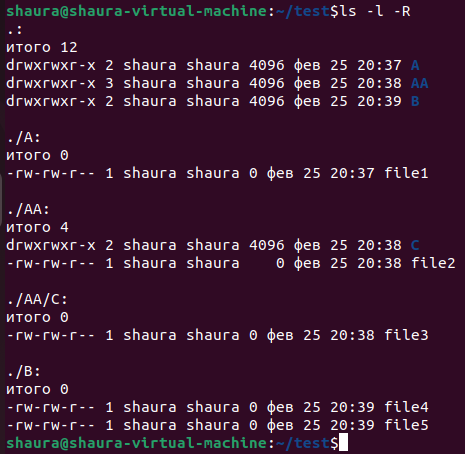 shaura@shaura-virtual-machine:~/test$ls -l -R
.:
итого 12
drwxrwxr-x 2 shaura shaura 4096 фев 25 20:37 A
drwxrwxr-x 3 shaura shaura 4096 фев 25 20:38 AA
drwxrwxr-x 2 shaura shaura 4096 фев 25 20:39 B

./A:
итого 0
-rw-rw-r-- 1 shaura shaura 0 фев 25 20:37 file1

./AA:
итого 4
drwxrwxr-x 2 shaura shaura 4096 фев 25 20:38 C
-rw-rw-r-- 1 shaura shaura    0 фев 25 20:38 file2

./AA/C:
итого 0
-rw-rw-r-- 1 shaura shaura 0 фев 25 20:38 file3

./B:
итого 0
-rw-rw-r-- 1 shaura shaura 0 фев 25 20:39 file4
-rw-rw-r-- 1 shaura shaura 0 фев 25 20:39 file5
shaura@shaura-virtual-machine:~/test$